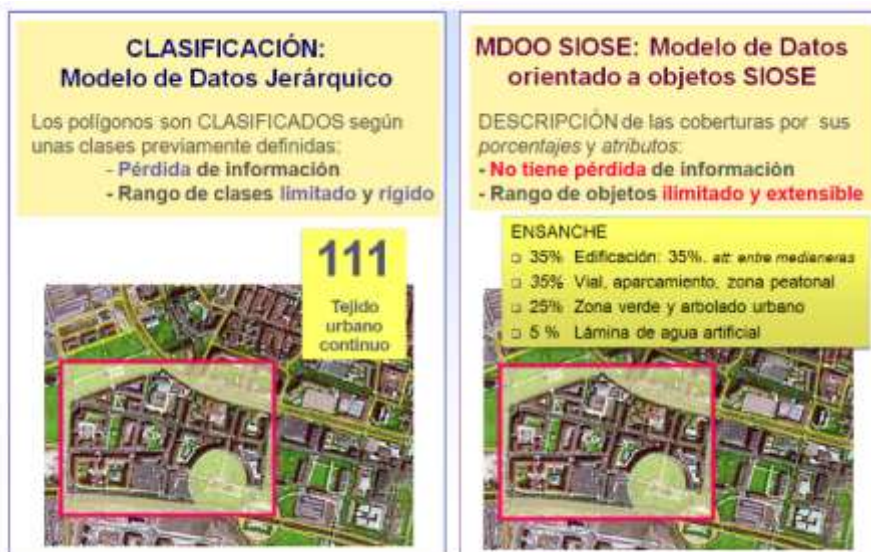 CLASIFICACIÓN:
Modelo de Datos Jerárquico
Los polígonos son CLASIFICADOS según
unas clases previamente definidas:
- Pérdida de información
- Rango de clases limitado y rígido
111
Tejido
urbano
continuo
MDOO SIOSE: Modelo de Datos
orientado a objetos SIOSE
DESCRIPCIÓN de las coberturas por sus
porcentajes y atributos:
- No tiene pérdida de información
- Rango de objetos ilimitado y extensible
ENSANCHE
35% Edificación: 35%. att: entre medianeras
35% Vial, aparcamiento, zona peatonal
25% Zona verde y arbolado urbano
5 % Lámina de agua artificial